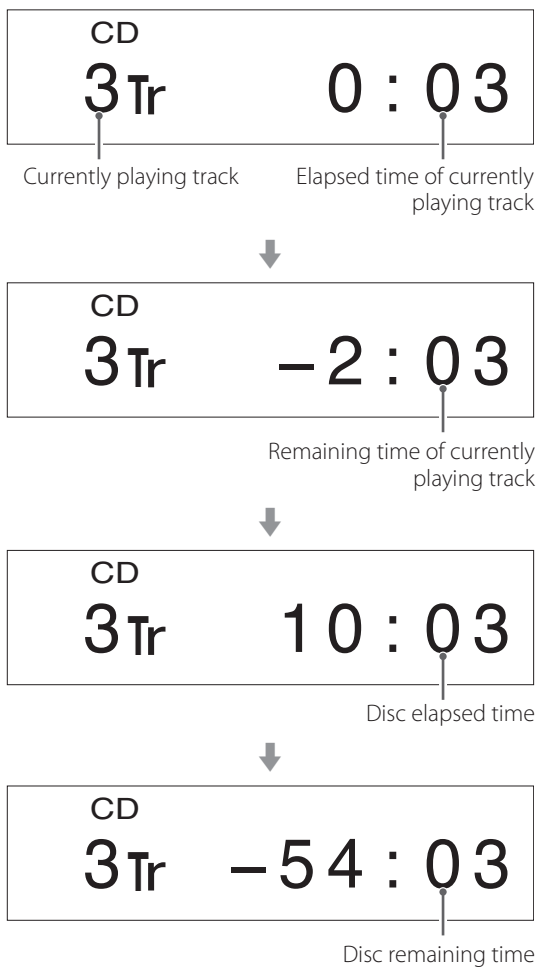 CD
3Tr 0:03
Currently playing track Elapsed time of currently
playing track
CD
3Tr –2:03
Remaining time of currently
playing track
CD
3Tr 10:03
Disc elapsed time
CD
3Tr –54:03
Disc remaining time